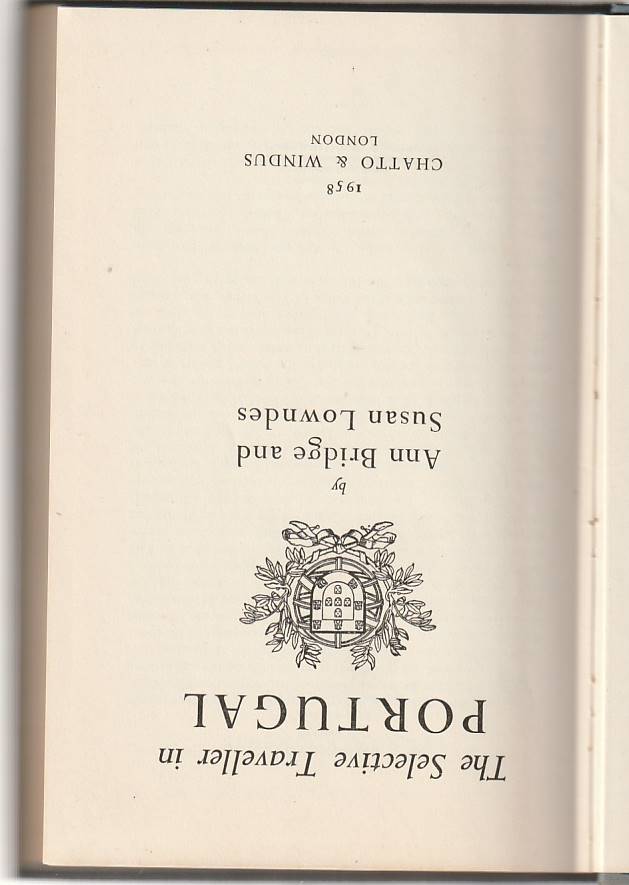 The Selective Traveller in
PORTUGAL
by
Ann Bridge and
Susan Lowndes
1958
CHATTO & WINDUS
LONDON